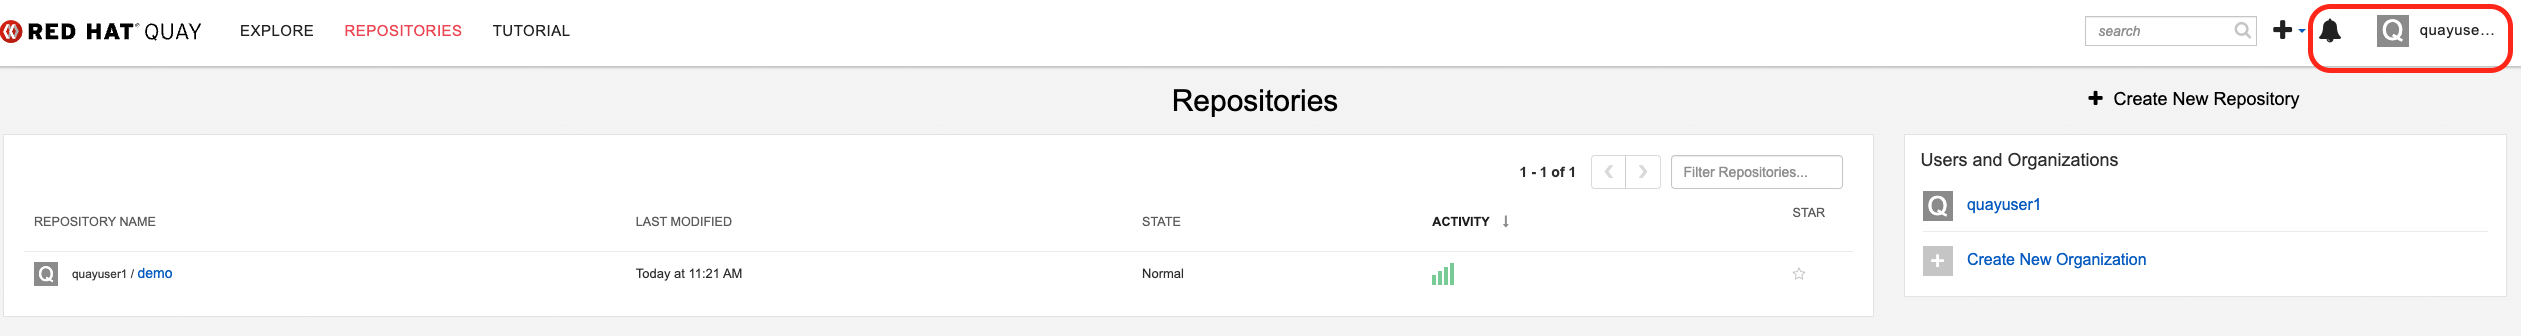 RED HAT® QUAY EXPLORE REPOSITORIES TUTORIAL search Q quayuse...
Repositories
Create New Repository
1 - 1 of 1 Filter Repositories...
REPOSITORY NAME LAST MODIFIED STATE ACTIVITY STAR
Q quayuser1 / demo Today at 11:21 AM Normal
Users and Organizations
Q quayuser1
Create New Organization